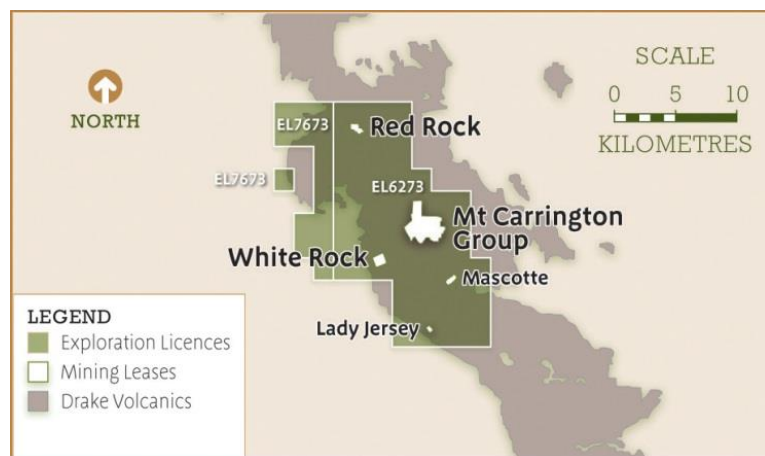 SCALE
0 5 10
KILOMETRES
NORTH
EL7673
Red Rock
EL7673
EL6273
Mt Carrington
Group
White Rock
Mascotte
Lady Jersey
LEGEND
Exploration Licences
Mining Leases
Drake Volcanics